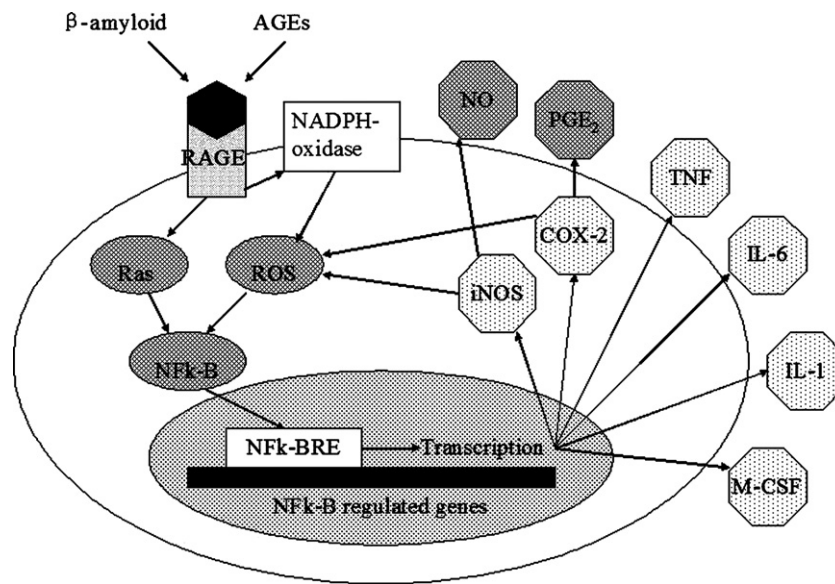 β-amyloid
AGEs
RAGE
NADPH-
oxidase
NO
PGE₂
TNF
COX-2
IL-6
Ras
ROS
iNOS
NFk-B
IL-1
NFk-BRE
Transcription
M-CSF
NFk-B regulated genes